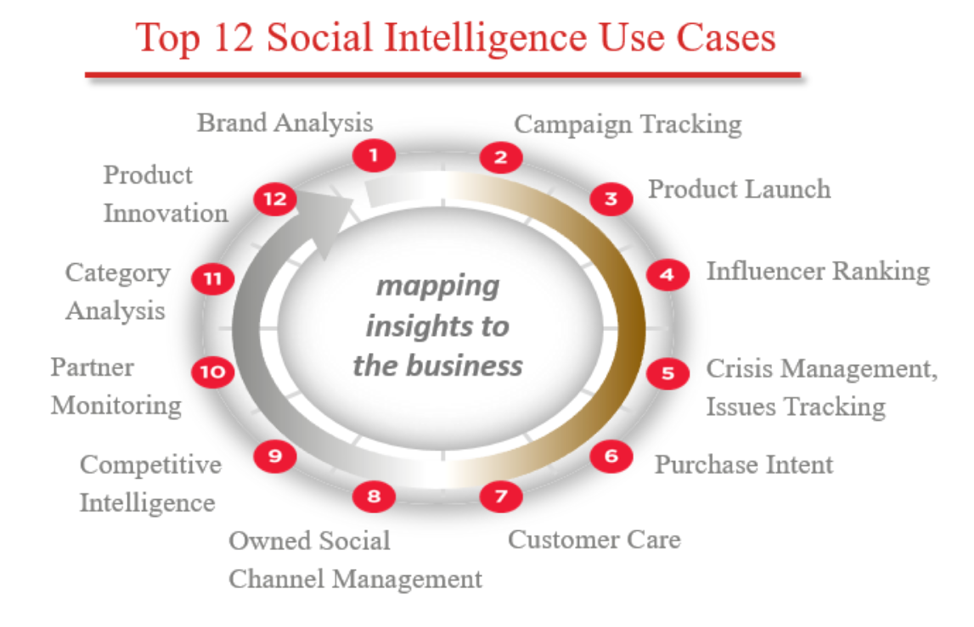 Top 12 Social Intelligence Use Cases
Brand Analysis
1
2
Campaign Tracking
3
Product Launch
4
Influencer Ranking
5
Crisis Management,
Issues Tracking
6
Purchase Intent
7
Customer Care
8
Owned Social
Channel Management
9
Competitive
Intelligence
10
Partner
Monitoring
11
Category
Analysis
12
Product
Innovation
mapping
insights to
the business